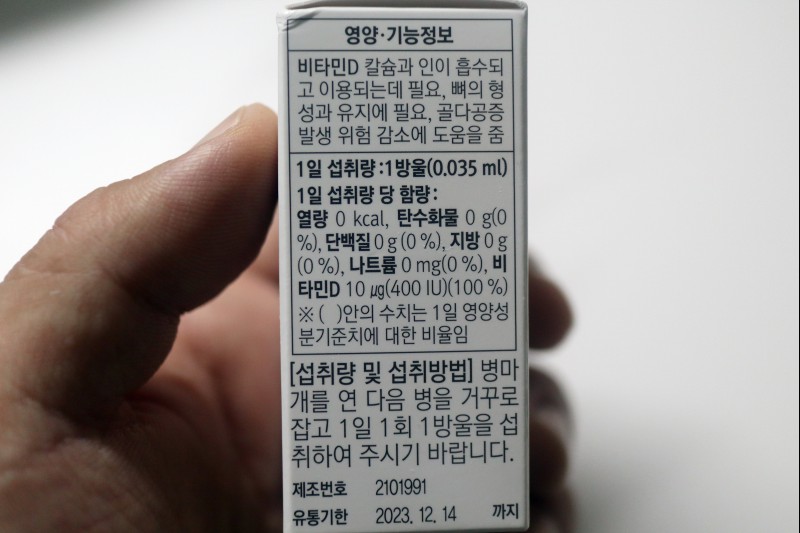 영양·기능정보
비타민D 칼슘과 인이 흡수되
고 이용되는데 필요, 뼈의 형
성과 유지에 필요, 골다공증
발생 위험 감소에 도움을 줌
1일 섭취량:1방울(0.035 ml)
1일 섭취량 당 함량:
열량 0 kcal, 탄수화물 0 g(0
%), 단백질 0 g (0 %), 지방 0 g
(0 %), 나트륨 0 mg(0 %), 비
타민D 10 ㎍(400 IU)(100 %)
※ ( )안의 수치는 1일 영양성
분기준치에 대한 비율임
[섭취량 및 섭취방법] 병마
개를 연 다음 병을 거꾸로
잡고 1일 1회 1방울을 섭
취하여 주시기 바랍니다.
제조번호 2101991
유통기한 2023. 12. 14 까지